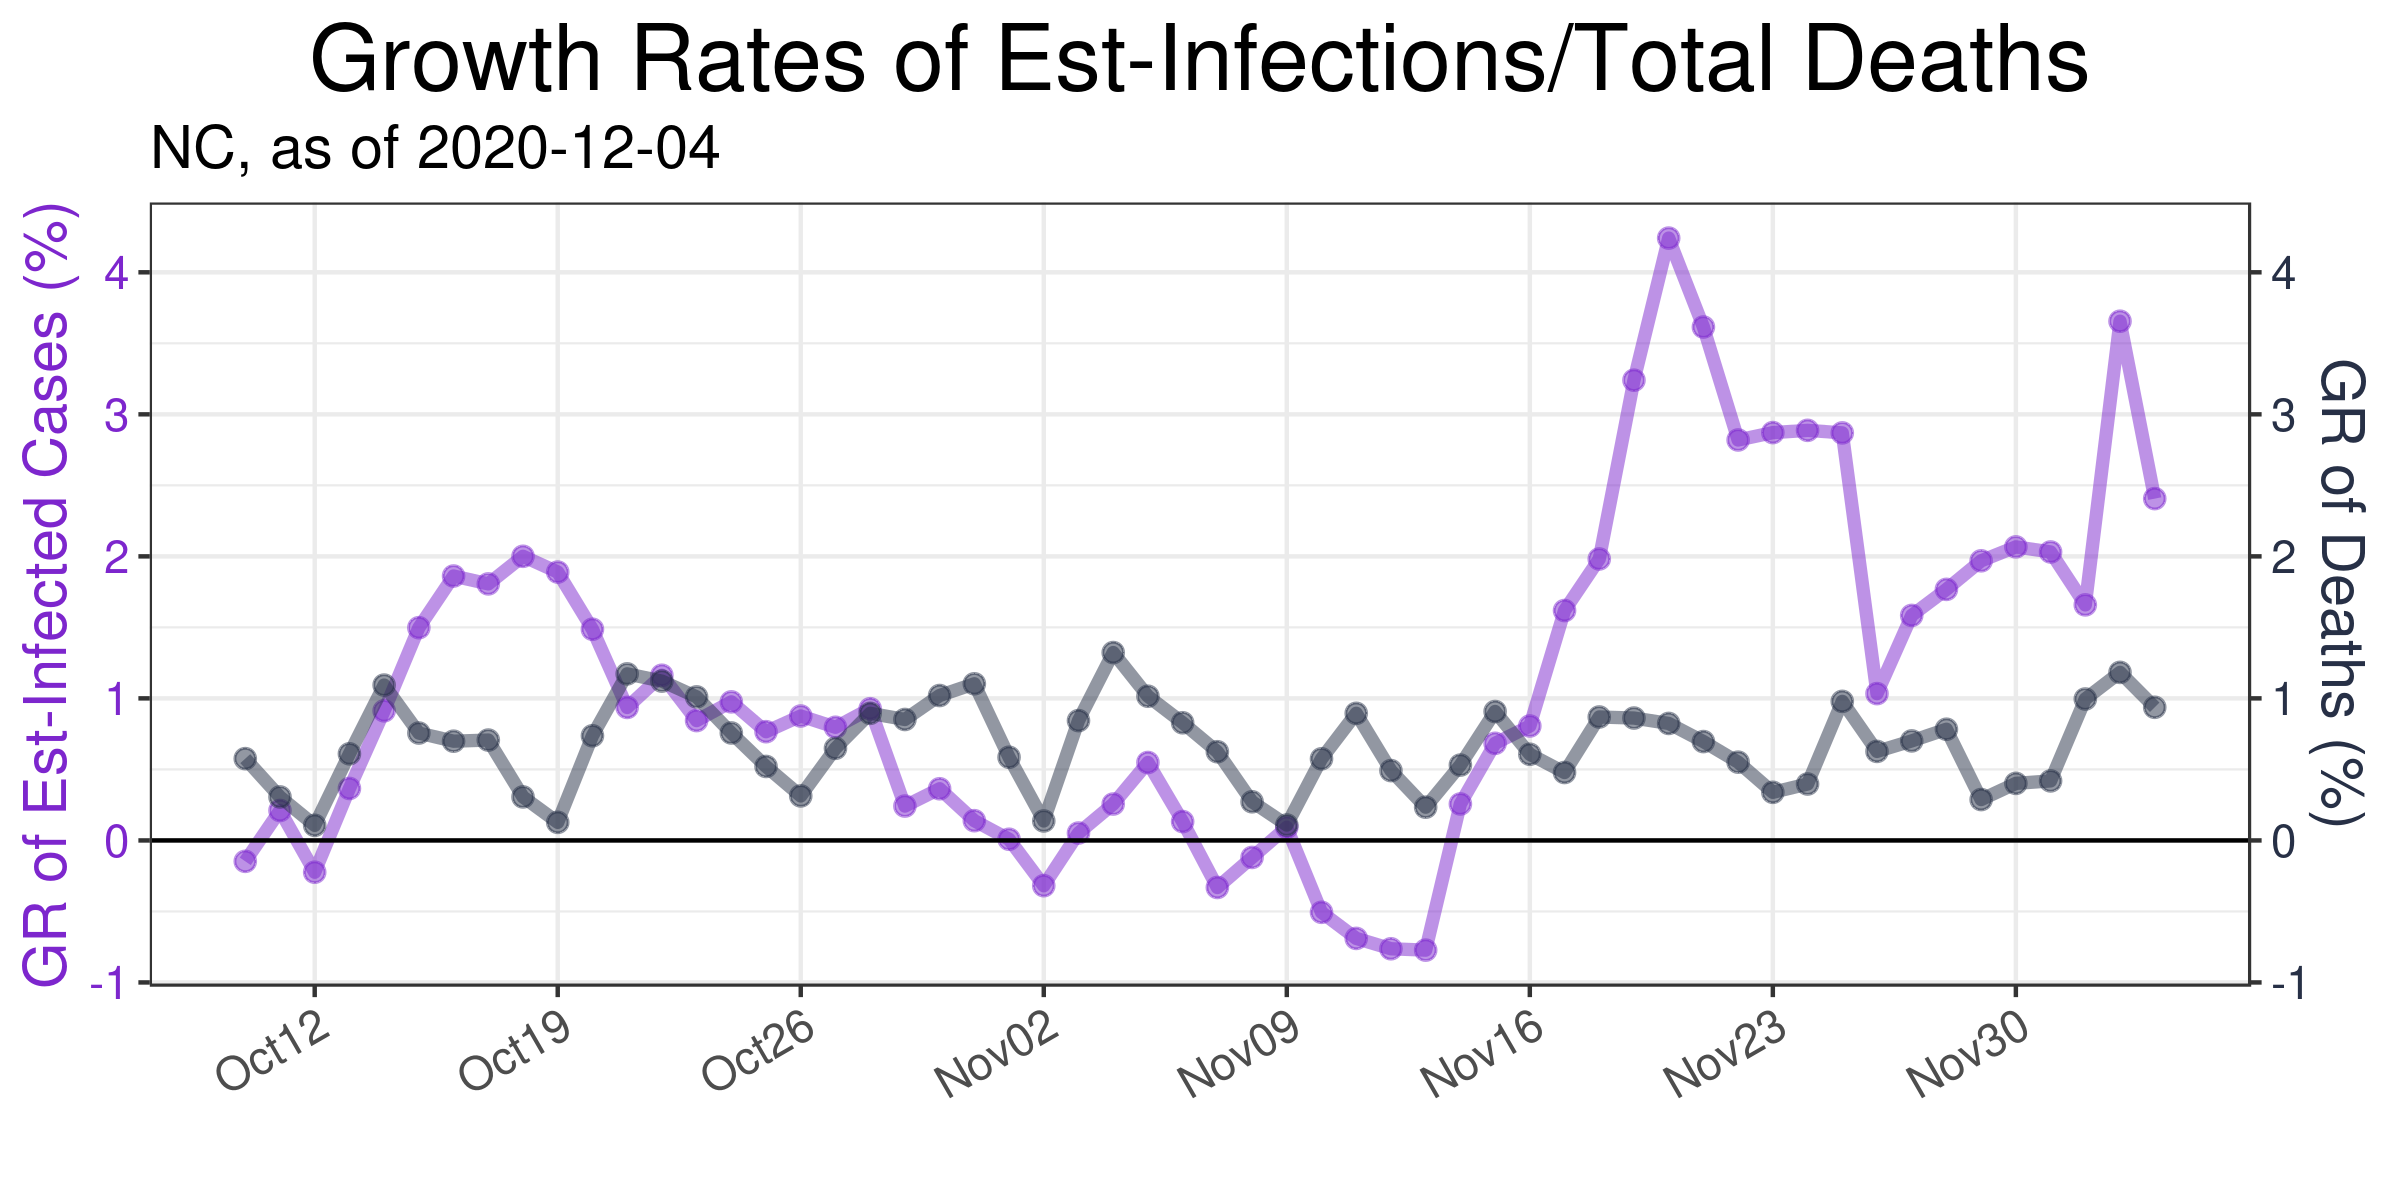 Growth Rates of Est-Infections/Total Deaths
NC, as of 2020-12-04
GR of Est-Infected Cases (%)
4
3
2
1
0
-1
4
3
2
1
0
-1
GR of Deaths (%)
Oct12
Oct19
Oct26
Nov02
Nov09
Nov16
Nov23
Nov30